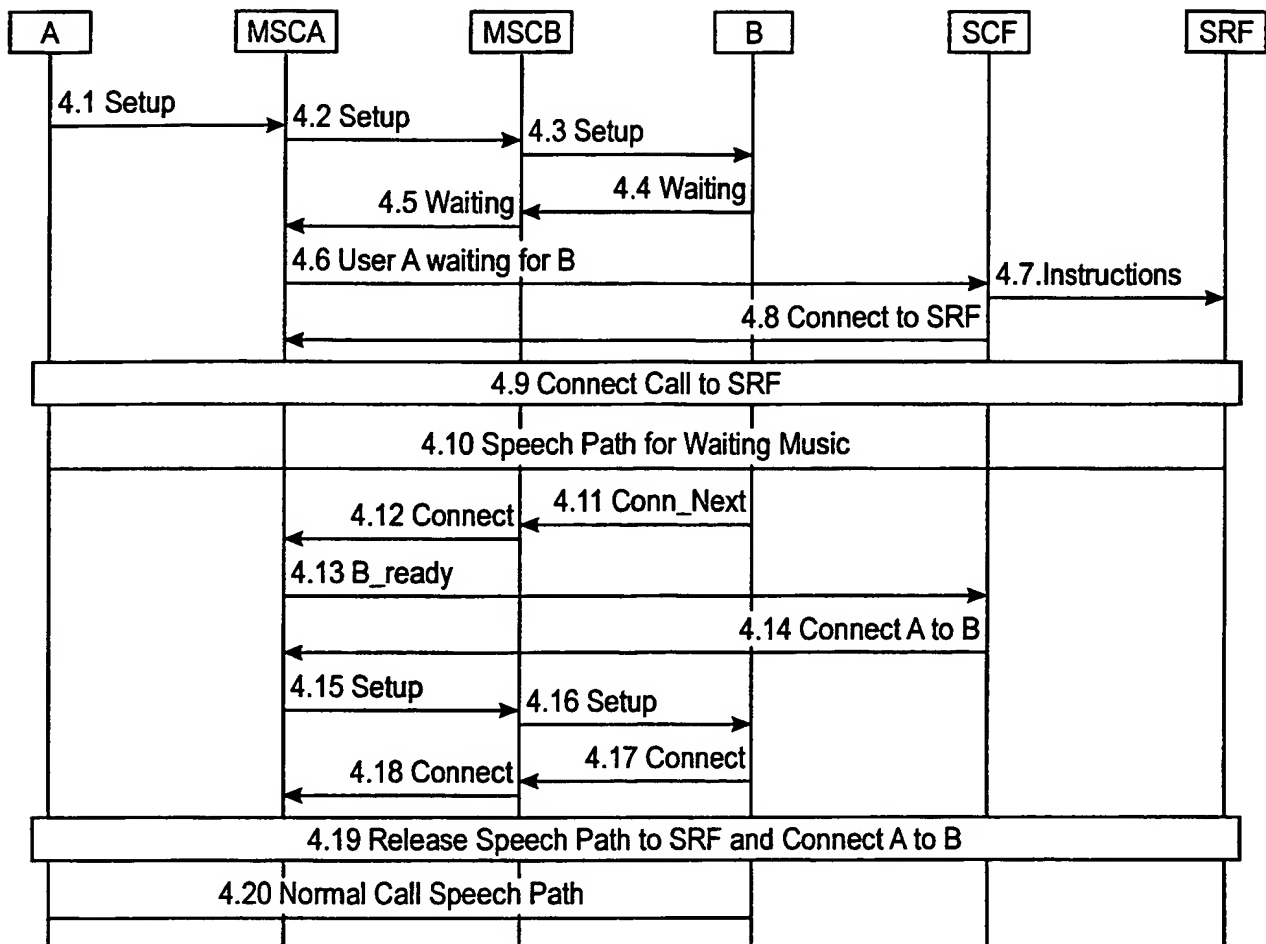 A MSCA MSCB B SCF SRF
4.1 Setup
4.2 Setup
4.3 Setup
4.4 Waiting
4.5 Waiting
4.6 User A waiting for B
4.7.Instructions
4.8 Connect to SRF
4.9 Connect Call to SRF
4.10 Speech Path for Waiting Music
4.11 Conn_Next
4.12 Connect
4.13 B_ready
4.14 Connect A to B
4.15 Setup
4.16 Setup
4.17 Connect
4.18 Connect
4.19 Release Speech Path to SRF and Connect A to B
4.20 Normal Call Speech Path